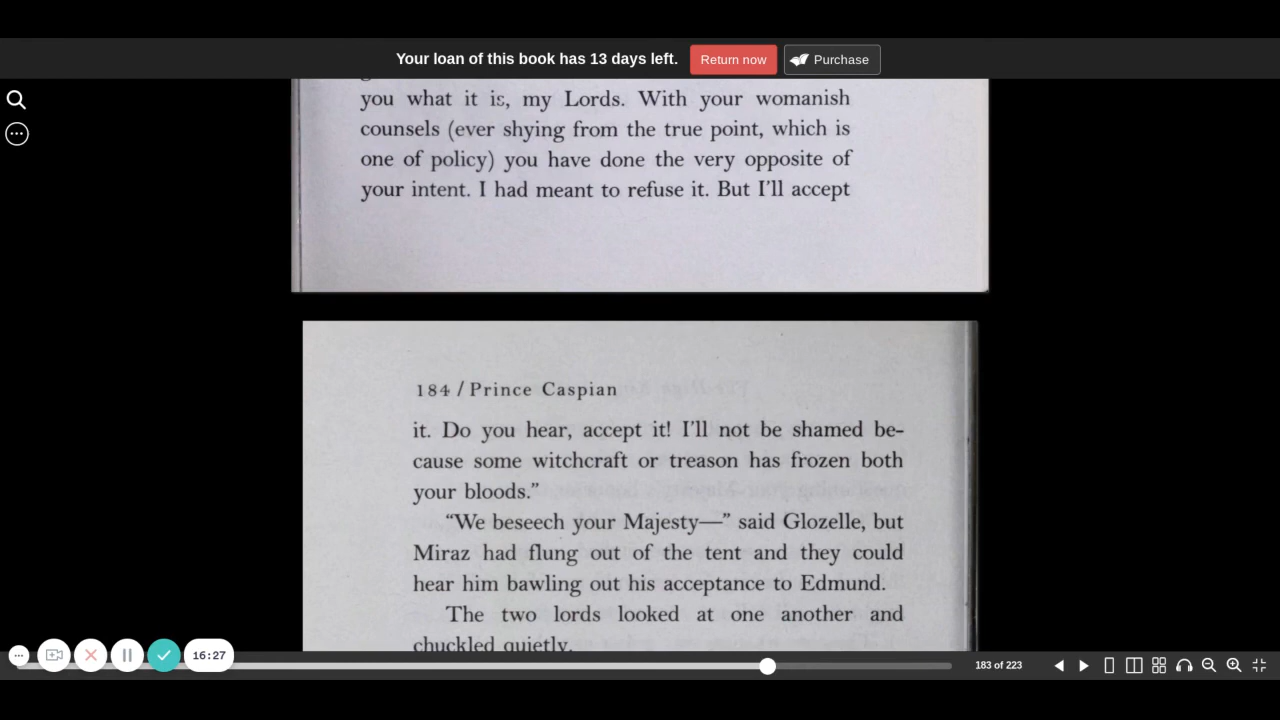 Your loan of this book has 13 days left. Return now Purchase
you what it is, my Lords. With your womanish
counsels (ever shying from the true point, which is
one of policy) you have done the very opposite of
your intent. I had meant to refuse it. But I'll accept
184 / Prince Caspian
it. Do you hear, accept it! I'll not be shamed be-
cause some witchcraft or treason has frozen both
your bloods."
"We beseech your Majesty—" said Glozelle, but
Miraz had flung out of the tent and they could
hear him bawling out his acceptance to Edmund.
The two lords looked at one another and
chuckled quietly.
16:27
183 of 223